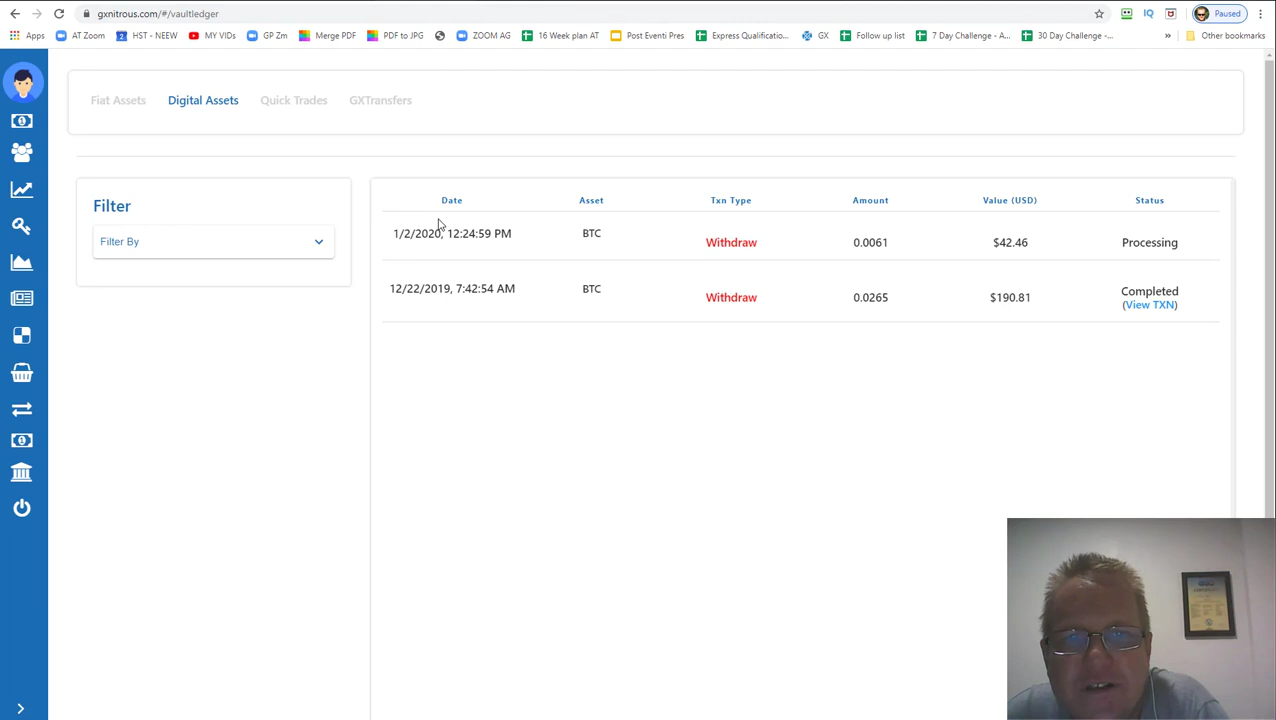 gxnitrous.com/#/vaultledger
Paused
Apps
AT Zoom
HST - NEEW
MY VIDs
GP Zm
Merge PDF
PDF to JPG
ZOOM AG
16 Week plan AT
Post Eventi Pres
Express Qualificatio...
GX
Follow up list
7 Day Challenge - A...
30 Day Challenge -...
»
Other bookmarks
Fiat Assets
Digital Assets
Quick Trades
GXTransfers
Filter
Filter By
Date Asset Txn Type Amount Value (USD) Status
1/2/2020, 12:24:59 PM BTC Withdraw 0.0061 $42.46 Processing
12/22/2019, 7:42:54 AM BTC Withdraw 0.0265 $190.81 Completed
(View TXN)